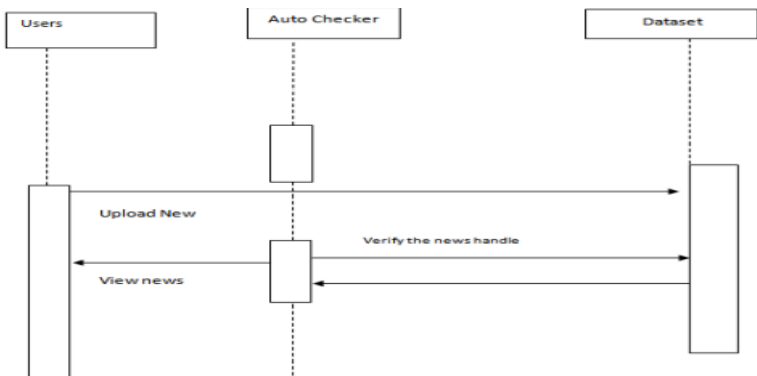 Users
Auto Checker
Dataset
Upload New
Verify the news handle
View news